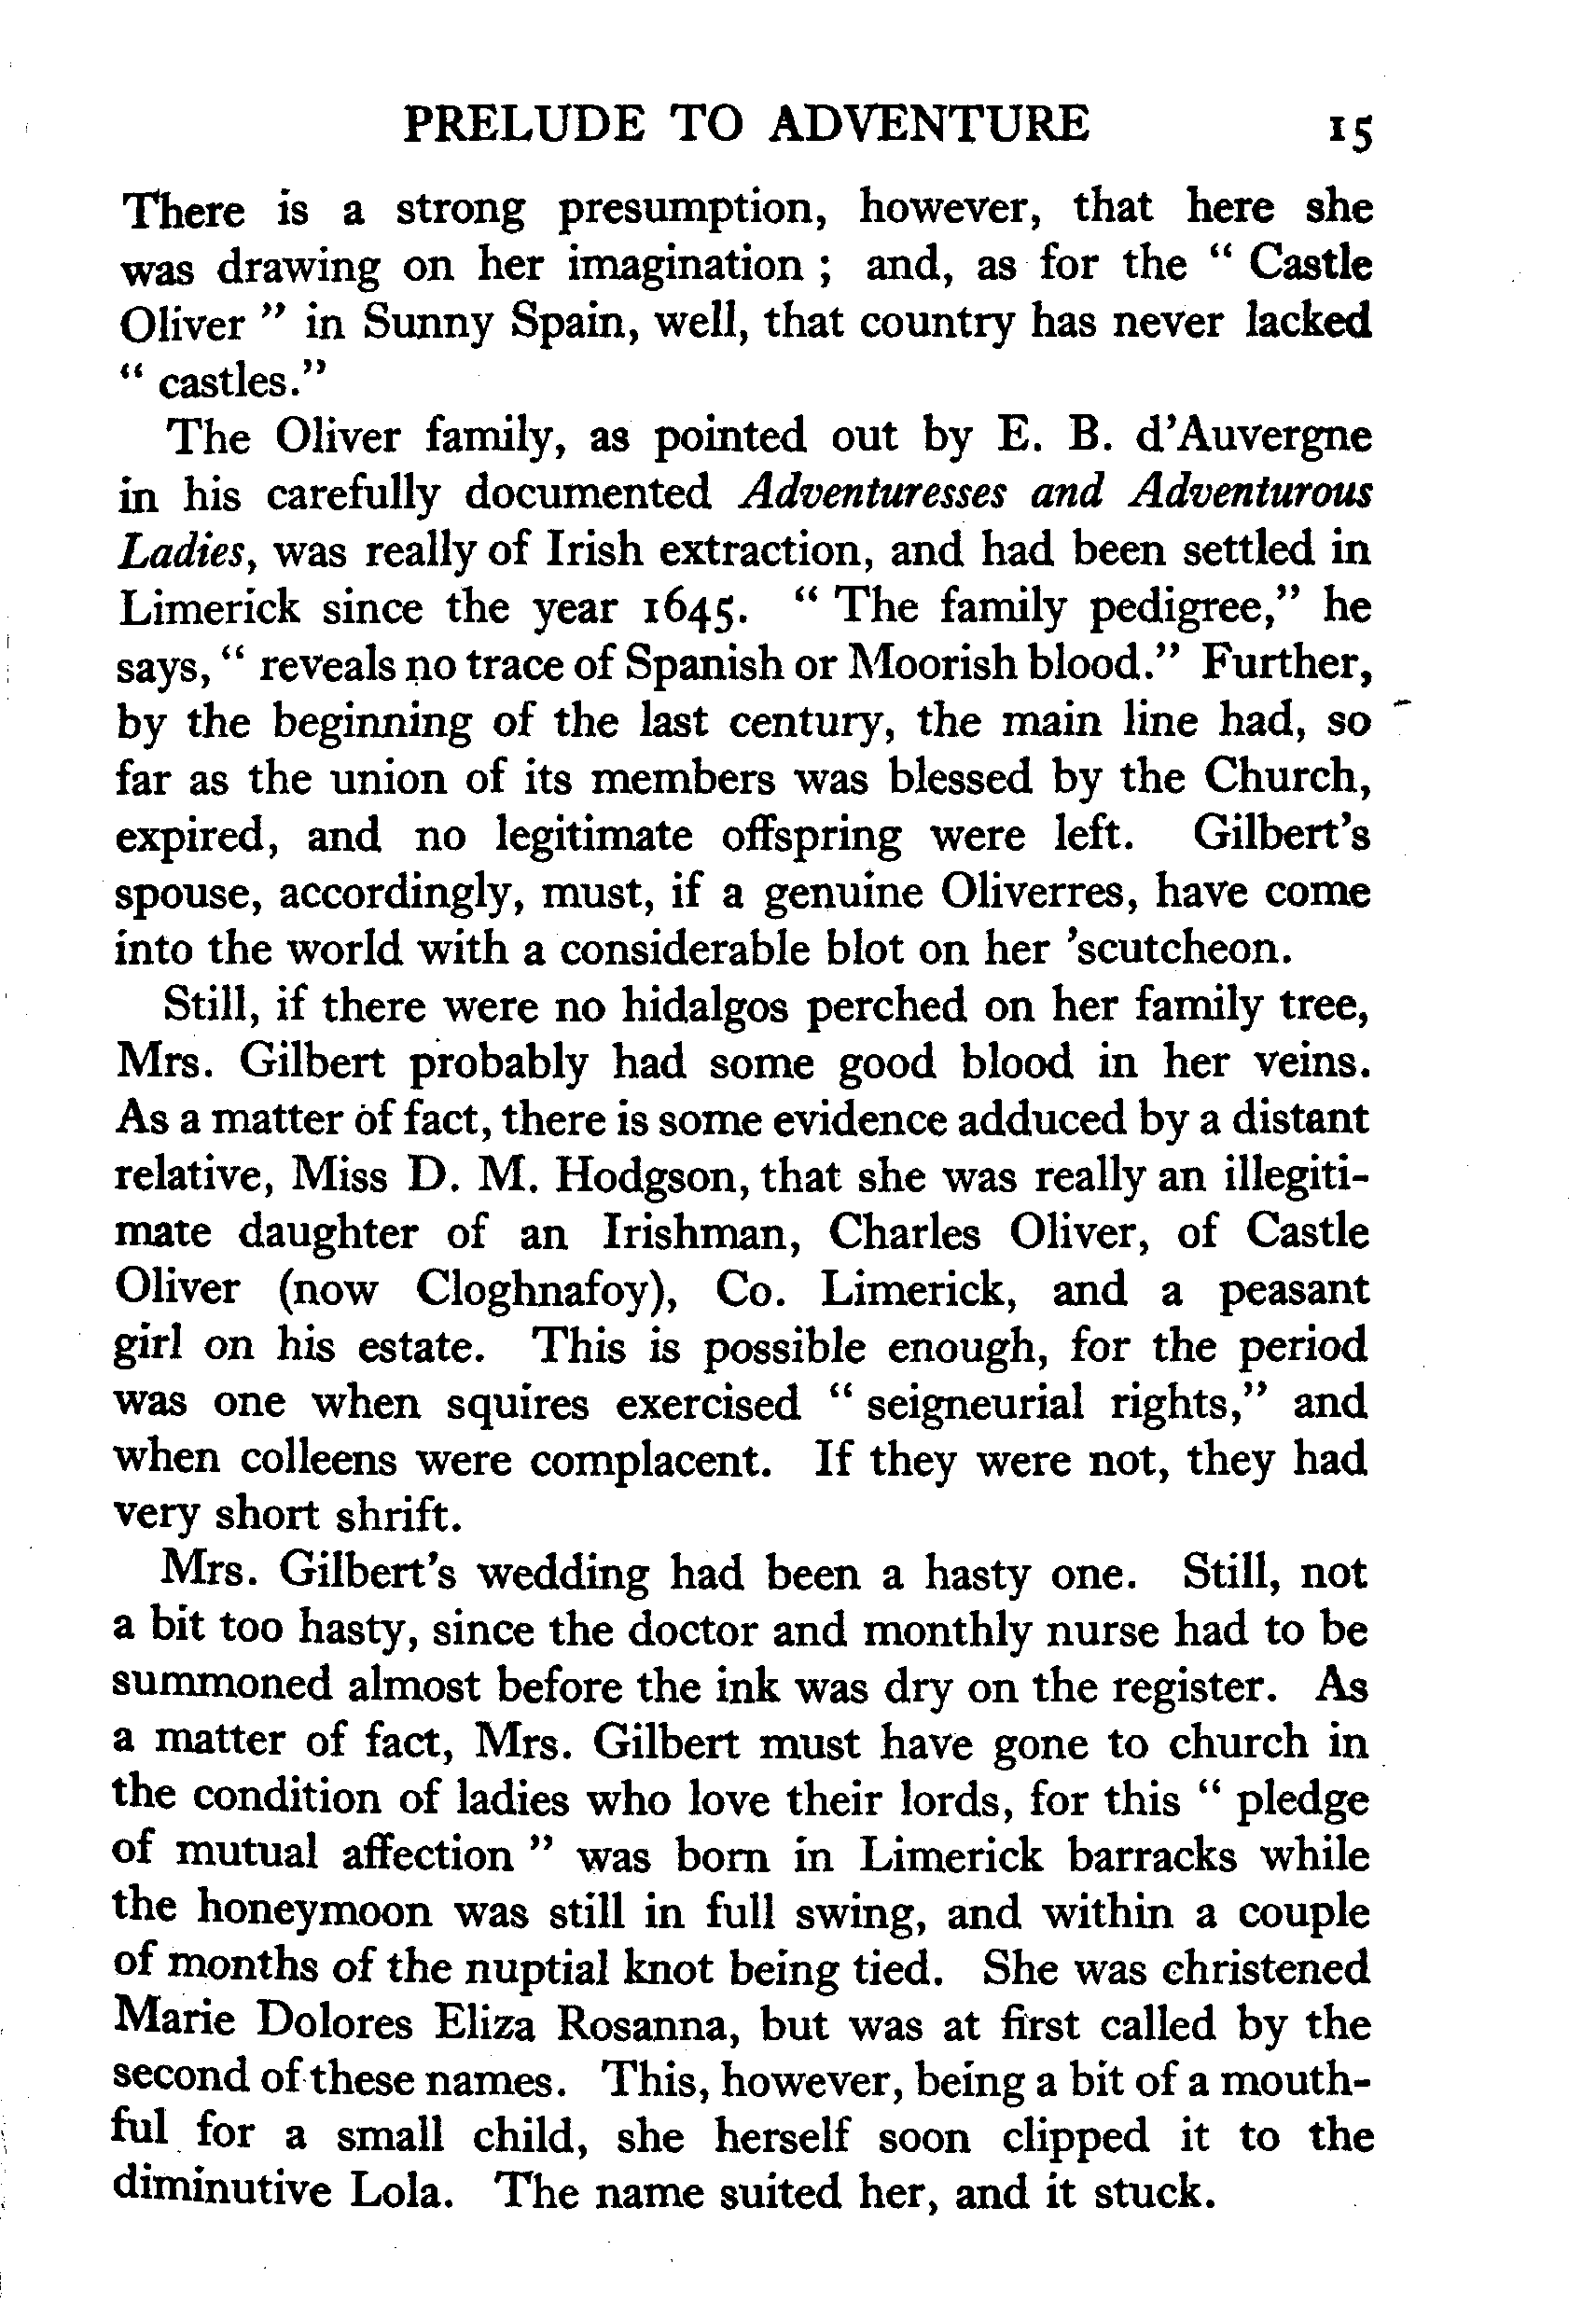 PRELUDE TO ADVENTURE 15
There is a strong presumption, however, that here she
was drawing on her imagination ; and, as for the " Castle
Oliver " in Sunny Spain, well, that country has never lacked
" castles."
The Oliver family, as pointed out by E. B. d'Auvergne
in his carefully documented Adventuresses and Adventurous
Ladies, was really of Irish extraction, and had been settled in
Limerick since the year 1645. " The family pedigree," he
says, " reveals no trace of Spanish or Moorish blood." Further,
by the beginning of the last century, the main line had, so
far as the union of its members was blessed by the Church,
expired, and no legitimate offspring were left. Gilbert's
spouse, accordingly, must, if a genuine Oliverres, have come
into the world with a considerable blot on her 'scutcheon.
Still, if there were no hidalgos perched on her family tree,
Mrs. Gilbert probably had some good blood in her veins.
As a matter of fact, there is some evidence adduced by a distant
relative, Miss D. M. Hodgson, that she was really an illegiti-
mate daughter of an Irishman, Charles Oliver, of Castle
Oliver (now Cloghnafoy), Co. Limerick, and a peasant
girl on his estate. This is possible enough, for the period
was one when squires exercised " seigneurial rights," and
when colleens were complacent. If they were not, they had
very short shrift.
Mrs. Gilbert's wedding had been a hasty one. Still, not
a bit too hasty, since the doctor and monthly nurse had to be
summoned almost before the ink was dry on the register. As
a matter of fact, Mrs. Gilbert must have gone to church in
the condition of ladies who love their lords, for this " pledge
of mutual affection " was born in Limerick barracks while
the honeymoon was still in full swing, and within a couple
of months of the nuptial knot being tied. She was christened
Marie Dolores Eliza Rosanna, but was at first called by the
second of these names. This, however, being a bit of a mouth-
ful for a small child, she herself soon clipped it to the
diminutive Lola. The name suited her, and it stuck.